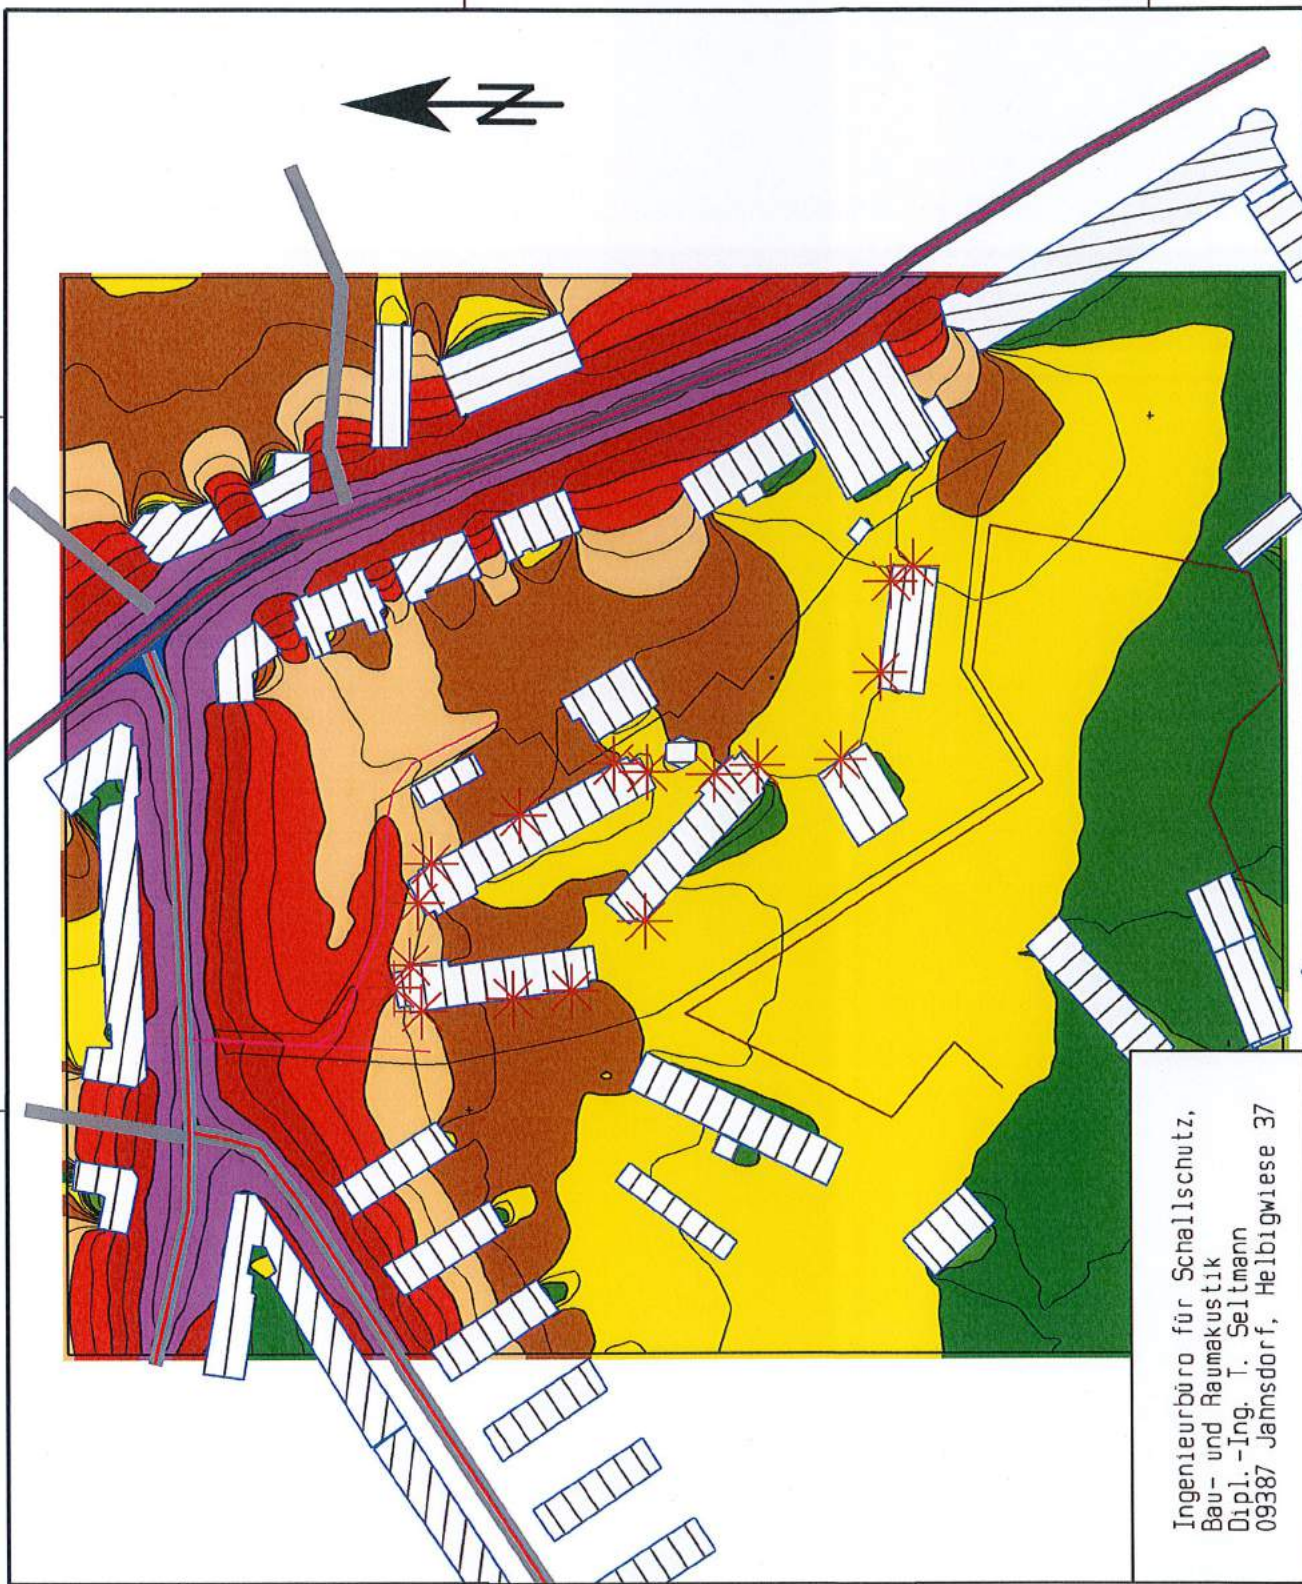 N
Ingenieurbüro für Schallschutz,
Bau- und Raumakustik
Dipl.-Ing. T. Seltmann
09387 Jahnsdorf, Helbigwiese 37